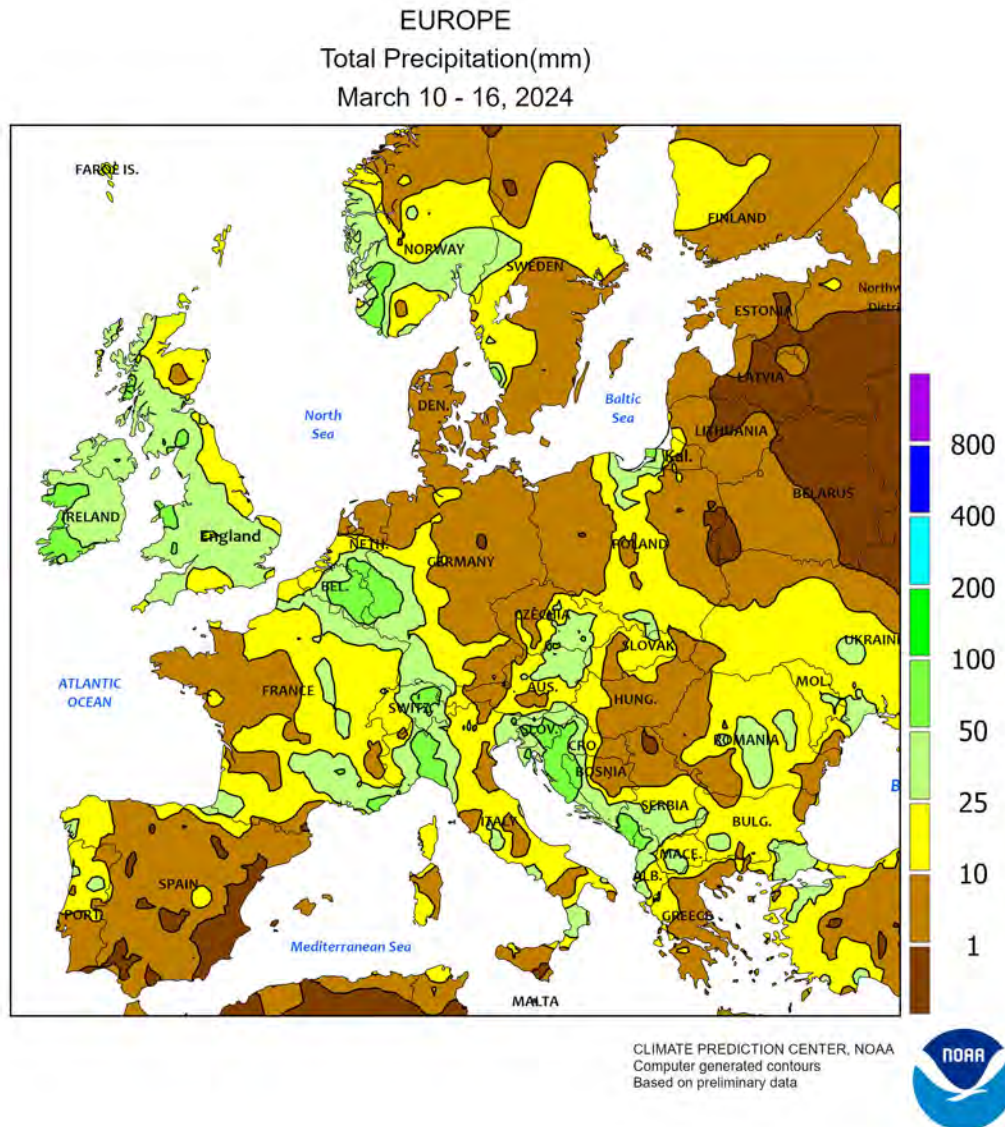 EUROPE
Total Precipitation(mm)
March 10 - 16, 2024
FAROE IS.
FINLAND
NORWAY
SWEDEN
Northw
Distri
ESTONIA
LATVIA
DEN.
North
Sea
Baltic
Sea
LITHUANIA
Kal.
BELARUS
IRELAND
England
NETH.
GERMANY
POLAND
BEL.
CZECHIA
UKRAINE
SLOVAK
ATLANTIC
OCEAN
FRANCE
AUS.
MOL.
SWITZ.
HUNG.
SLOV.
CRO
ROMANIA
BOSNIA
B
SERBIA
ITALY
BULG.
MACE.
SPAIN
ALB.
PORT.
GREECE
Mediterranean Sea
MALTA
800
400
200
100
50
25
10
1
CLIMATE PREDICTION CENTER, NOAA
Computer generated contours
Based on preliminary data
NOAA